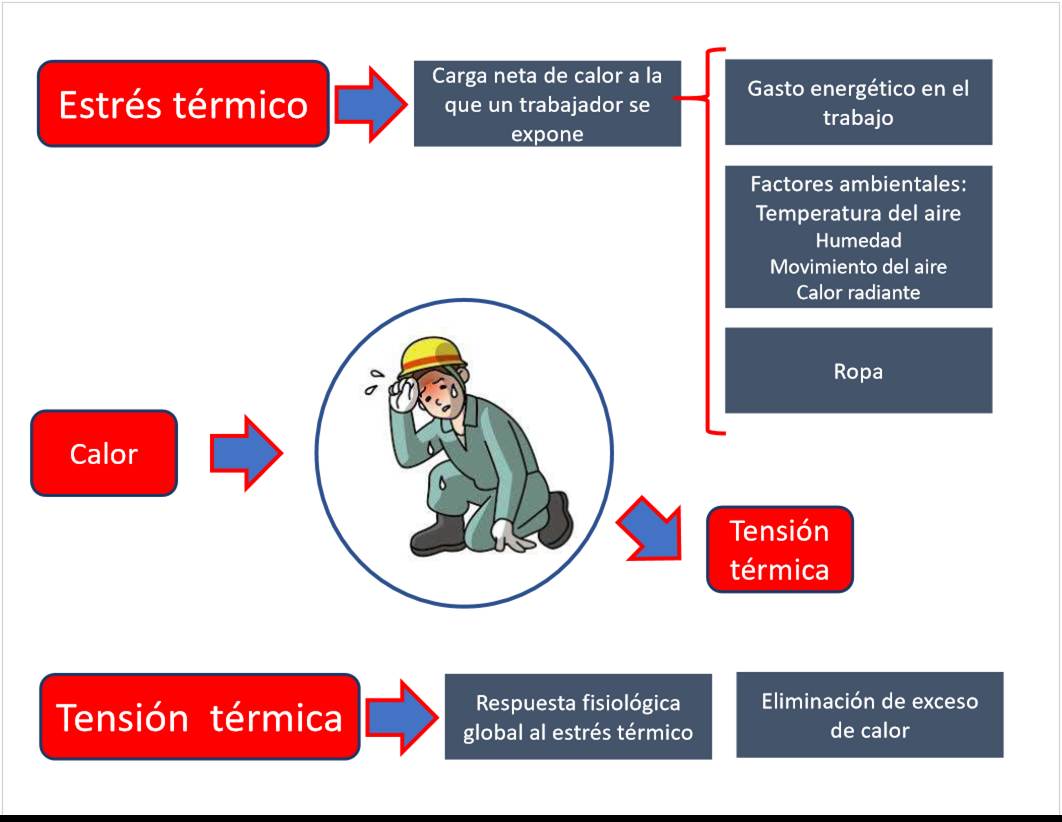 Estrés térmico
Carga neta de calor a la
que un trabajador se
expone
Gasto energético en el
trabajo
Factores ambientales:
Temperatura del aire
Humedad
Movimiento del aire
Calor radiante
Ropa
Calor
Tensión
térmica
Tensión térmica
Respuesta fisiológica
global al estrés térmico
Eliminación de exceso
de calor